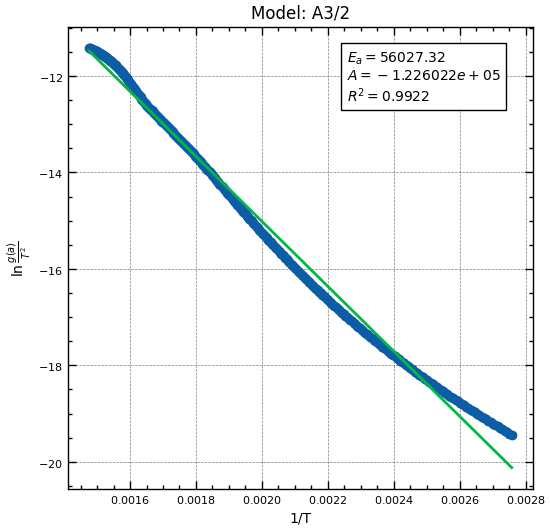 Model: A3/2
E_a = 56027.32
A = −1.226022e + 05
R^2 = 0.9922
−12
−14
−16
−18
−20
ln g(a)/T^2
0.0016 0.0018 0.0020 0.0022 0.0024 0.0026 0.0028
1/T